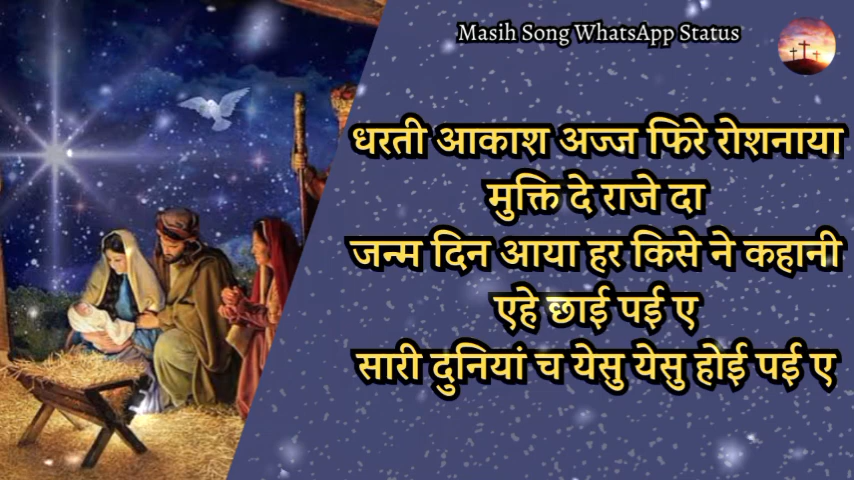 Masih Song WhatsApp Status
धरती आकाश अज्ज फिरे रोशनाया
मुक्ति दे राजे दा
जन्म दिन आया हर किसे ने कहानी
एहे छाई पई ए
सारी दुनियां च येसु येसु होई पई ए